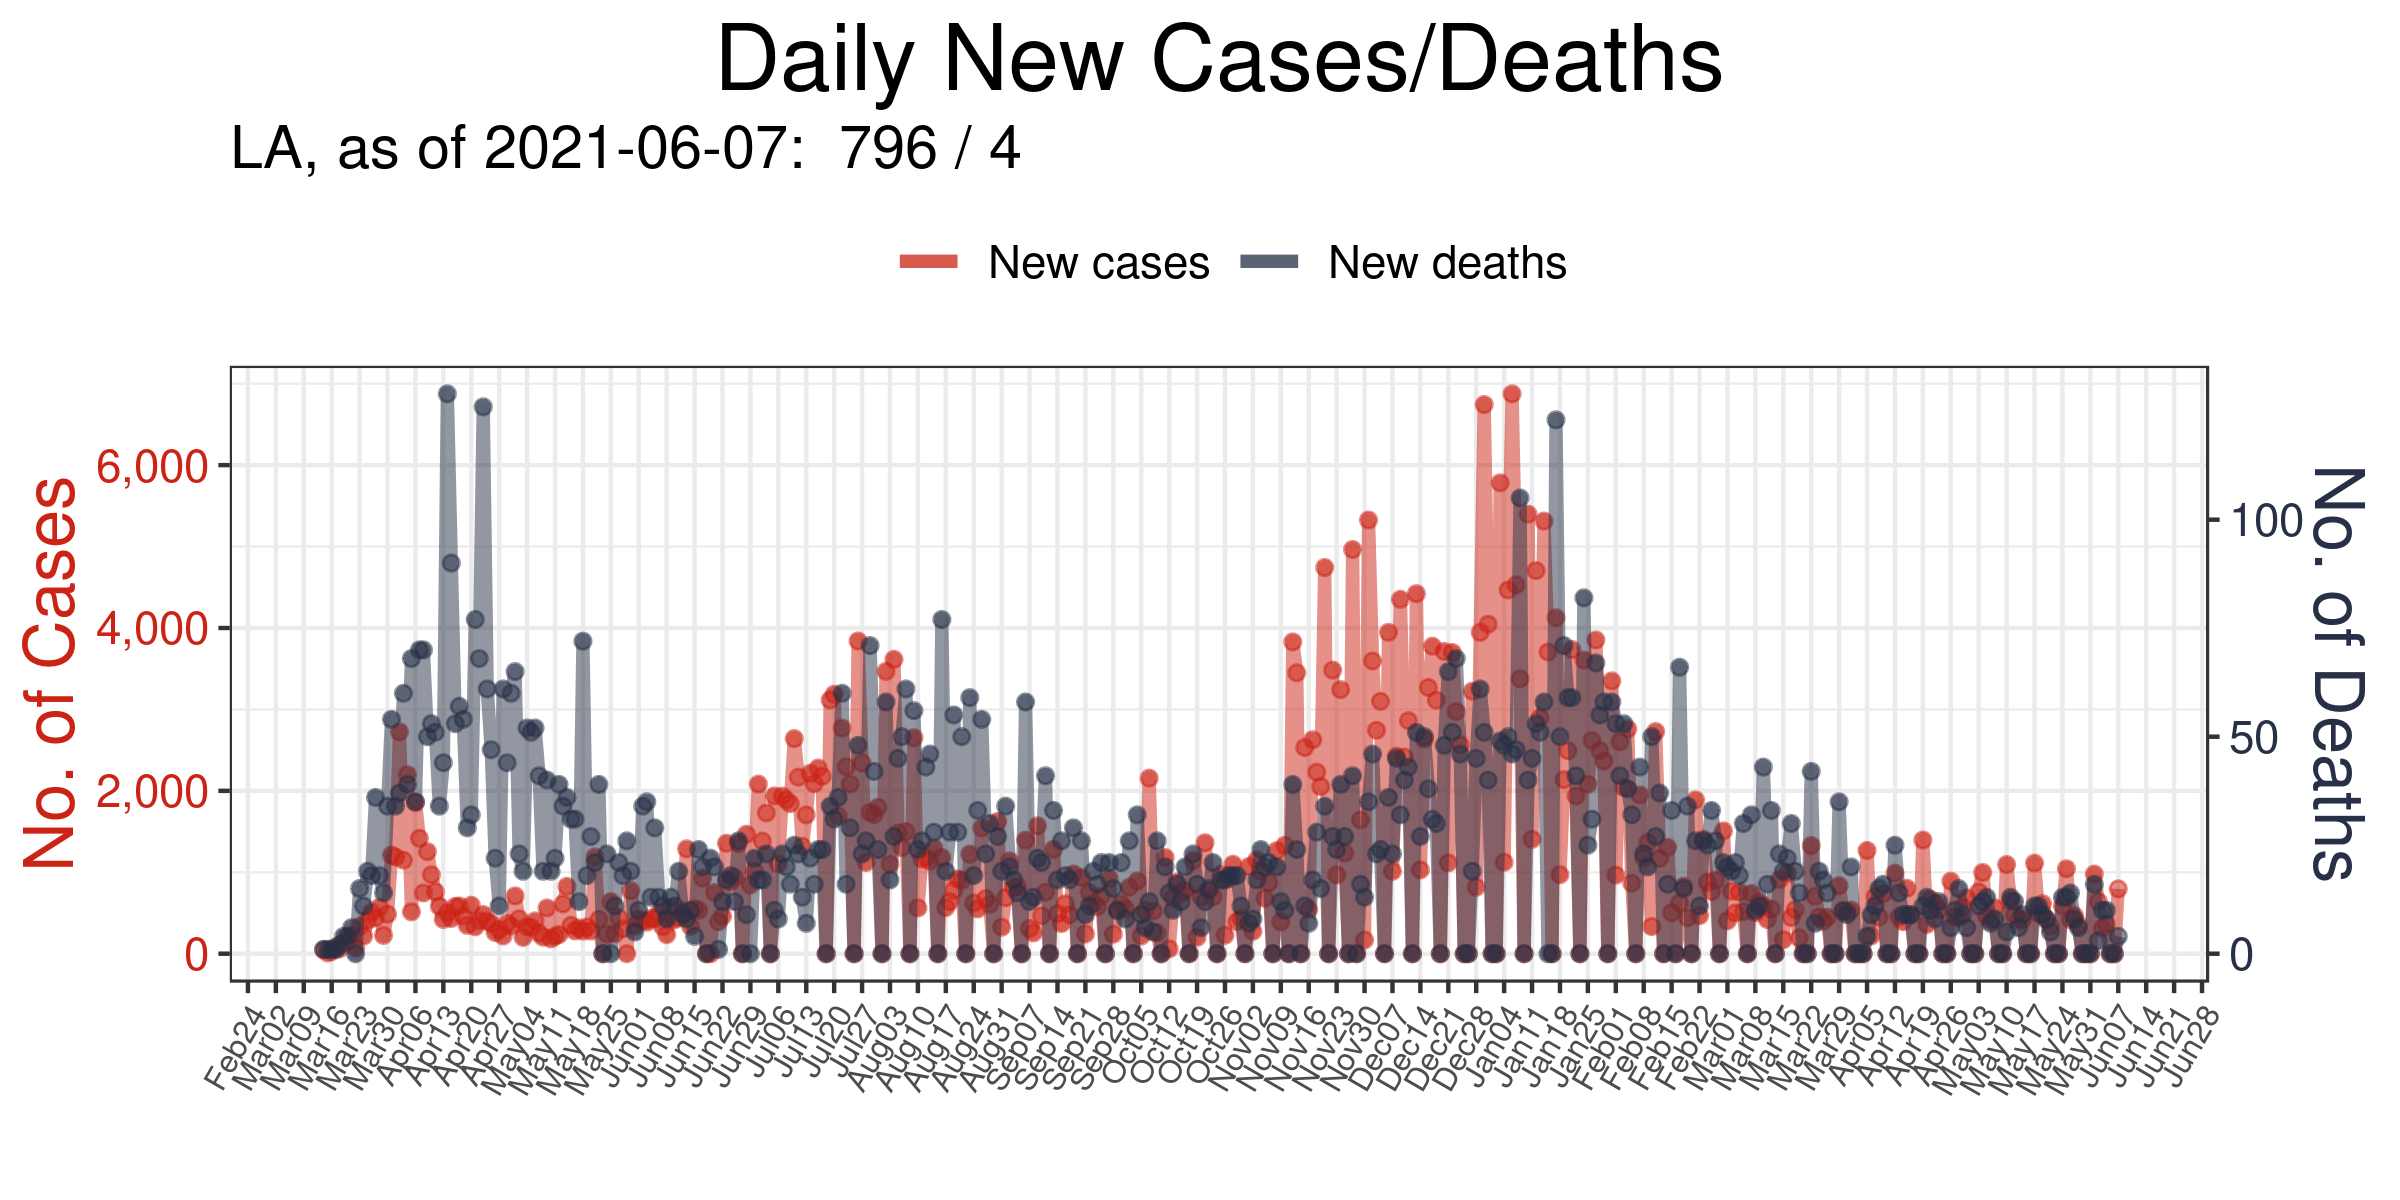 Daily New Cases/Deaths
LA, as of 2021-06-07:  796 / 4
New cases
New deaths
No. of Cases
6,000
4,000
2,000
0
100
50
0
No. of Deaths
Feb24
Mar02
Mar09
Mar16
Mar23
Mar30
Apr06
Apr13
Apr20
Apr27
May04
May11
May18
May25
Jun01
Jun08
Jun15
Jun22
Jun29
Jul06
Jul13
Jul20
Jul27
Aug03
Aug10
Aug17
Aug24
Aug31
Sep07
Sep14
Sep21
Sep28
Oct05
Oct12
Oct19
Oct26
Nov02
Nov09
Nov16
Nov23
Nov30
Dec07
Dec14
Dec21
Dec28
Jan04
Jan11
Jan18
Jan25
Feb01
Feb08
Feb15
Feb22
Mar01
Mar08
Mar15
Mar22
Mar29
Apr05
Apr12
Apr19
Apr26
May03
May10
May17
May24
May31
Jun07
Jun14
Jun21
Jun28